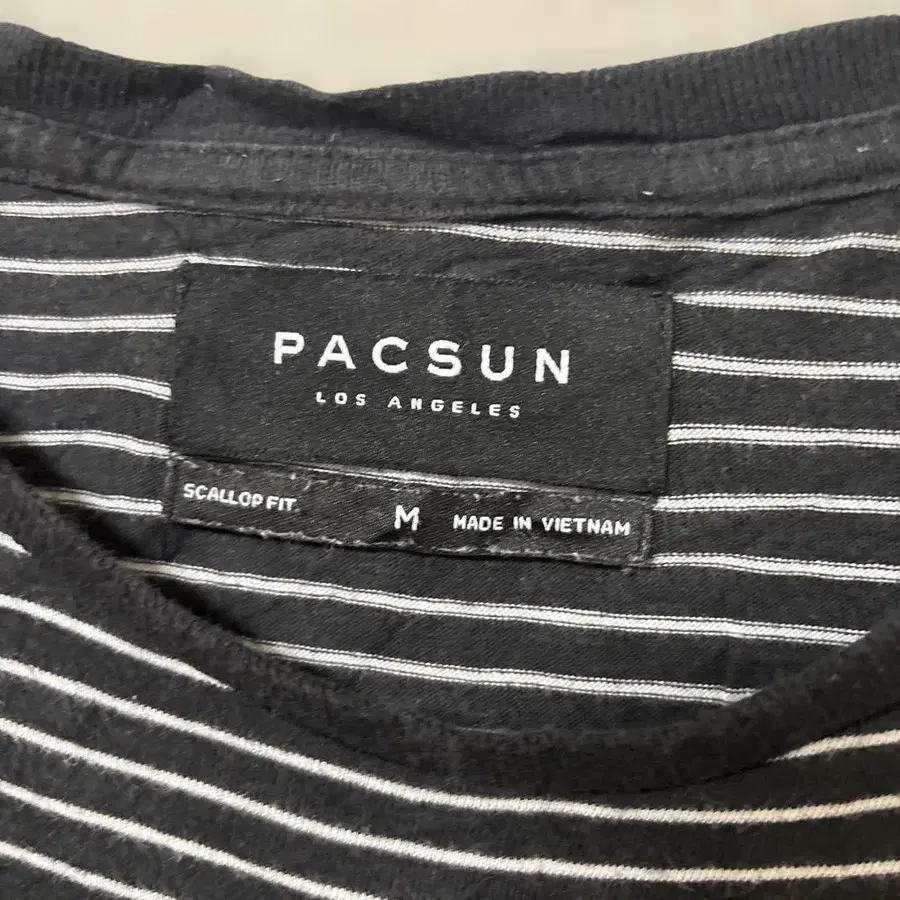 PACSUN
LOS ANGELES
SCALLOP FIT M MADE IN VIETNAM